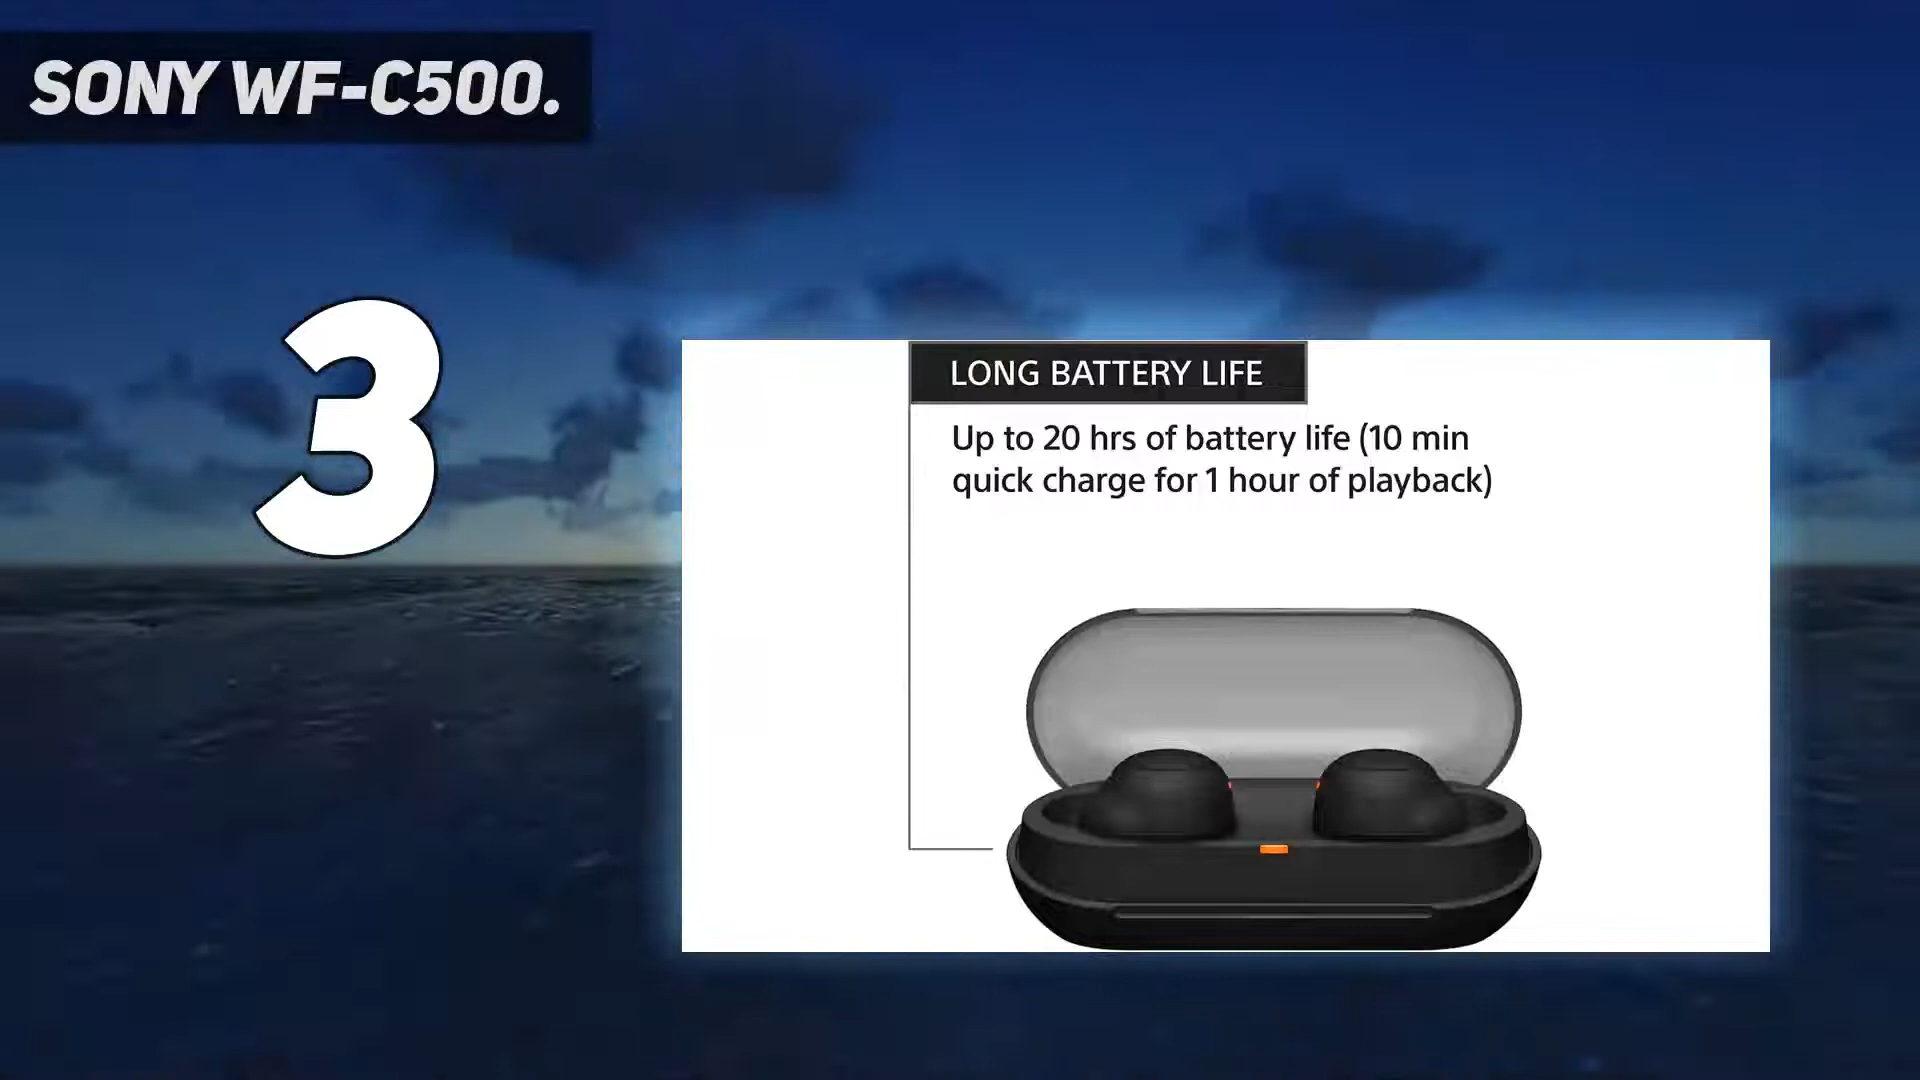 SONY WF-C500.
3
LONG BATTERY LIFE
Up to 20 hrs of battery life (10 min
quick charge for 1 hour of playback)